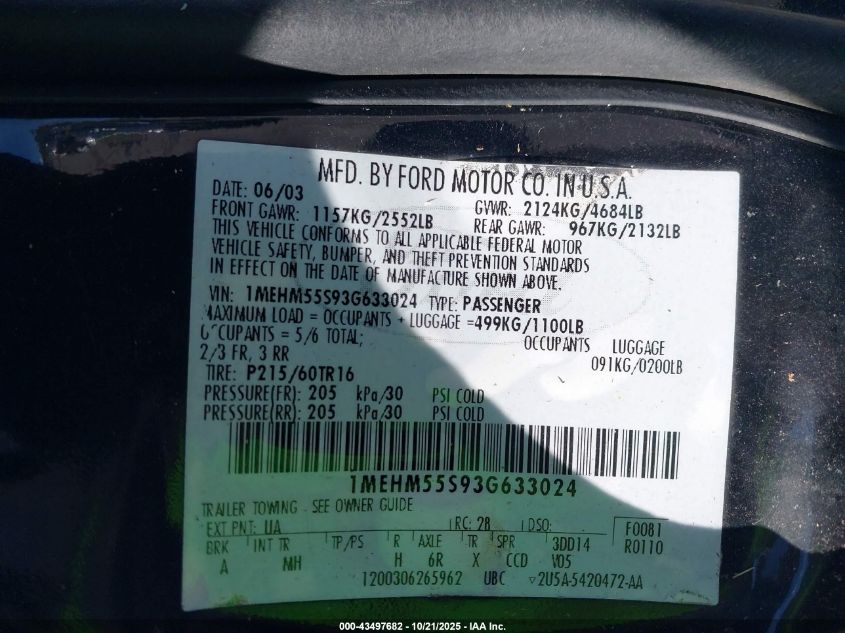 MFD. BY FORD MOTOR CO. IN U.S.A.
DATE: 06/03 GVWR: 2124KG/4684LB
FRONT GAWR: 1157KG/2552LB REAR GAWR: 967KG/2132LB
THIS VEHICLE CONFORMS TO ALL APPLICABLE FEDERAL MOTOR
VEHICLE SAFETY, BUMPER, AND THEFT PREVENTION STANDARDS
IN EFFECT ON THE DATE OF MANUFACTURE SHOWN ABOVE.
VIN: 1MEHM55S93G633024 TYPE: PASSENGER
MAXIMUM LOAD = OCCUPANTS + LUGGAGE =499KG/1100LB
OCCUPANTS = 5/6 TOTAL; OCCUPANTS LUGGAGE
2/3 FR, 3 RR 091KG/0200LB
TIRE: P215/60TR16
PRESSURE(FR): 205 kPa/30 PSI COLD
PRESSURE(RR): 205 kPa/30 PSI COLD
1MEHM55S93G633024
TRAILER TOWING - SEE OWNER GUIDE
EXT PNT: UA RC: 28 DSO: F0081
BRK INT TR TP/PS R AXLE TR SPR 3DD14 R0110
A MH H 6R X CCD V05
1200306265962 UBC ▽2U5A-5420472-AA
000-43497682 - 10/21/2025 - IAA Inc.